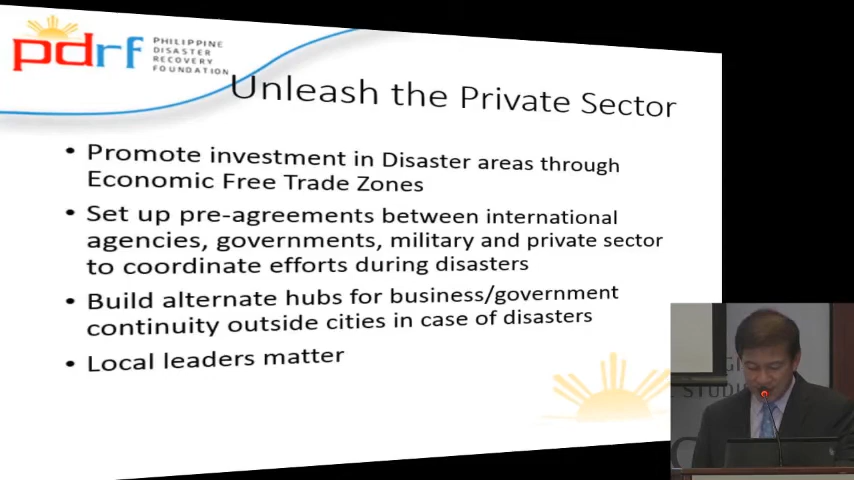 pdrf
PHILIPPINE
DISASTER
RECOVERY
FOUNDATION
Unleash the Private Sector
• Promote investment in Disaster areas through
Economic Free Trade Zones
• Set up pre-agreements between international
agencies, governments, military and private sector
to coordinate efforts during disasters
• Build alternate hubs for business/government
continuity outside cities in case of disasters
• Local leaders matter
STUDI